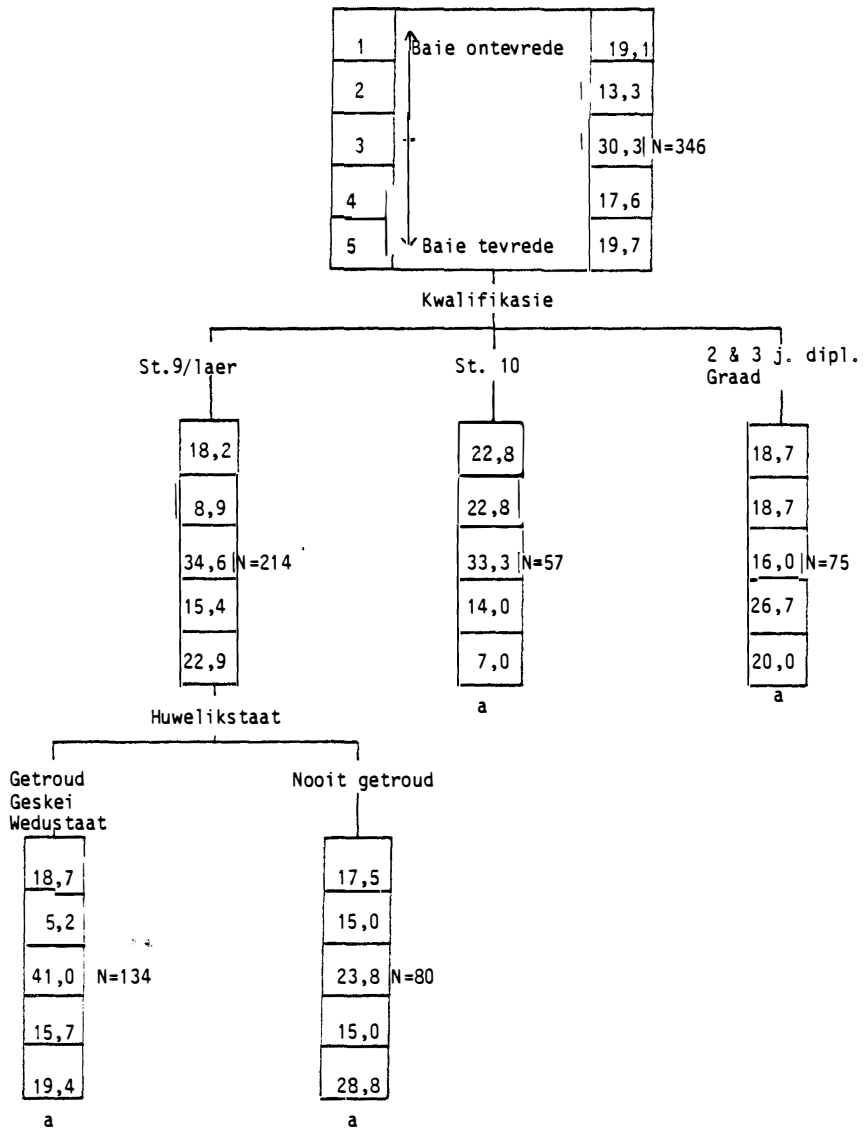 1 Baie ontevrede 19,1
2 13,3
3 30,3 N=346
4 17,6
5 Baie tevrede 19,7
Kwalifikasie
St.9/laer
18,2
8,9
34,6 N=214
15,4
22,9
St. 10
22,8
22,8
33,3 N=57
14,0
7,0
a
2 & 3 j. dipl.
Graad
18,7
18,7
16,0 N=75
26,7
20,0
a
Huwelikstaat
Getroud
Geskei
Wedustaat
18,7
5,2
41,0 N=134
15,7
19,4
a
Nooit getroud
17,5
15,0
23,8 N=80
15,0
28,8
a